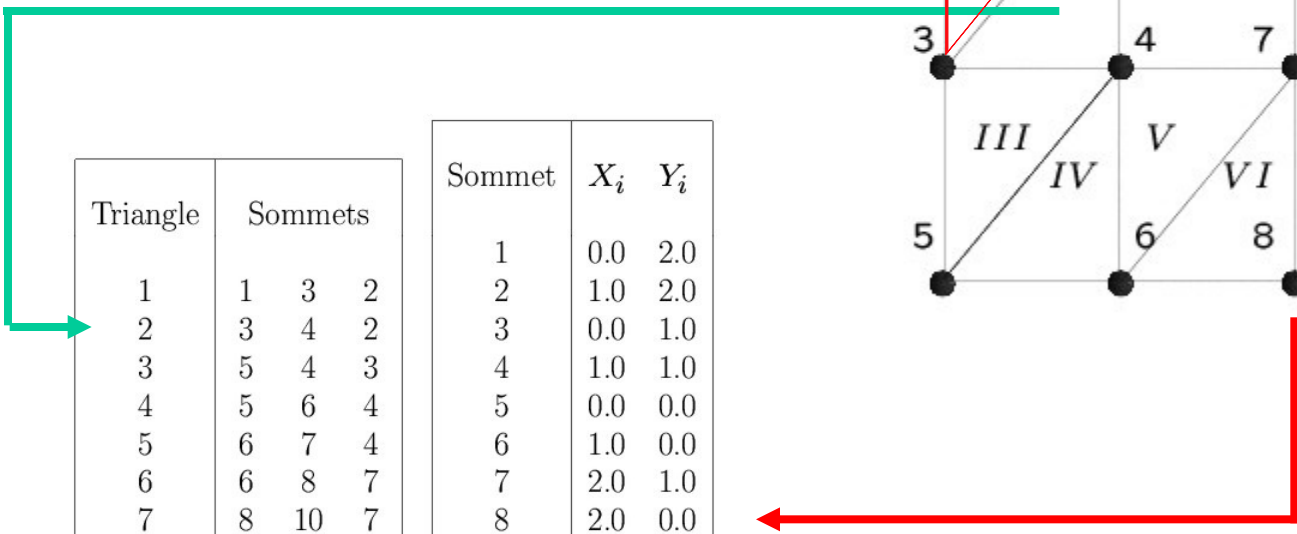 Triangle Sommets
1 1 3 2
2 3 4 2
3 5 4 3
4 5 6 4
5 6 7 4
6 6 8 7
7 8 10 7
Sommet X_i Y_i
1 0.0 2.0
2 1.0 2.0
3 0.0 1.0
4 1.0 1.0
5 0.0 0.0
6 1.0 0.0
7 2.0 1.0
8 2.0 0.0
3 4 7
III V
IV VI
5 6 8